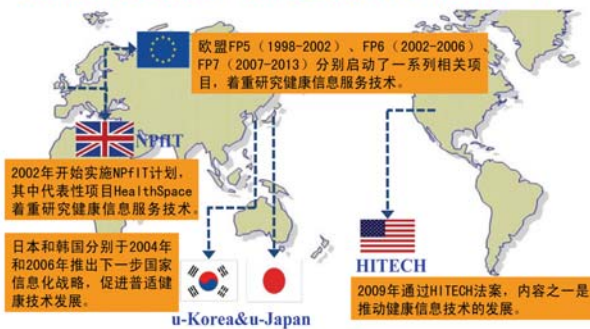 欧盟FP5（1998-2002）、FP6（2002-2006）、
FP7（2007-2013）分别启动了一系列相关项
目，着重研究健康信息服务技术。
NPfIT
2002年开始实施NPfIT计划，
其中代表性项目HealthSpace
着重研究健康信息服务技术。
日本和韩国分别于2004年
和2006年推出下一步国家
信息化战略，促进普适健
康技术发展。
u-Korea&u-Japan
HITECH
2009年通过HITECH法案，内容之一是
推动健康信息技术的发展。